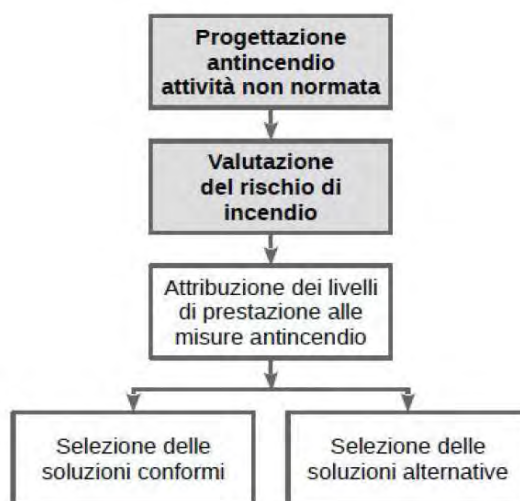 Progettazione
antincendio
attività non normata
Valutazione
del rischio di
incendio
Attribuzione dei livelli
di prestazione alle
misure antincendio
Selezione delle
soluzioni conformi
Selezione delle
soluzioni alternative